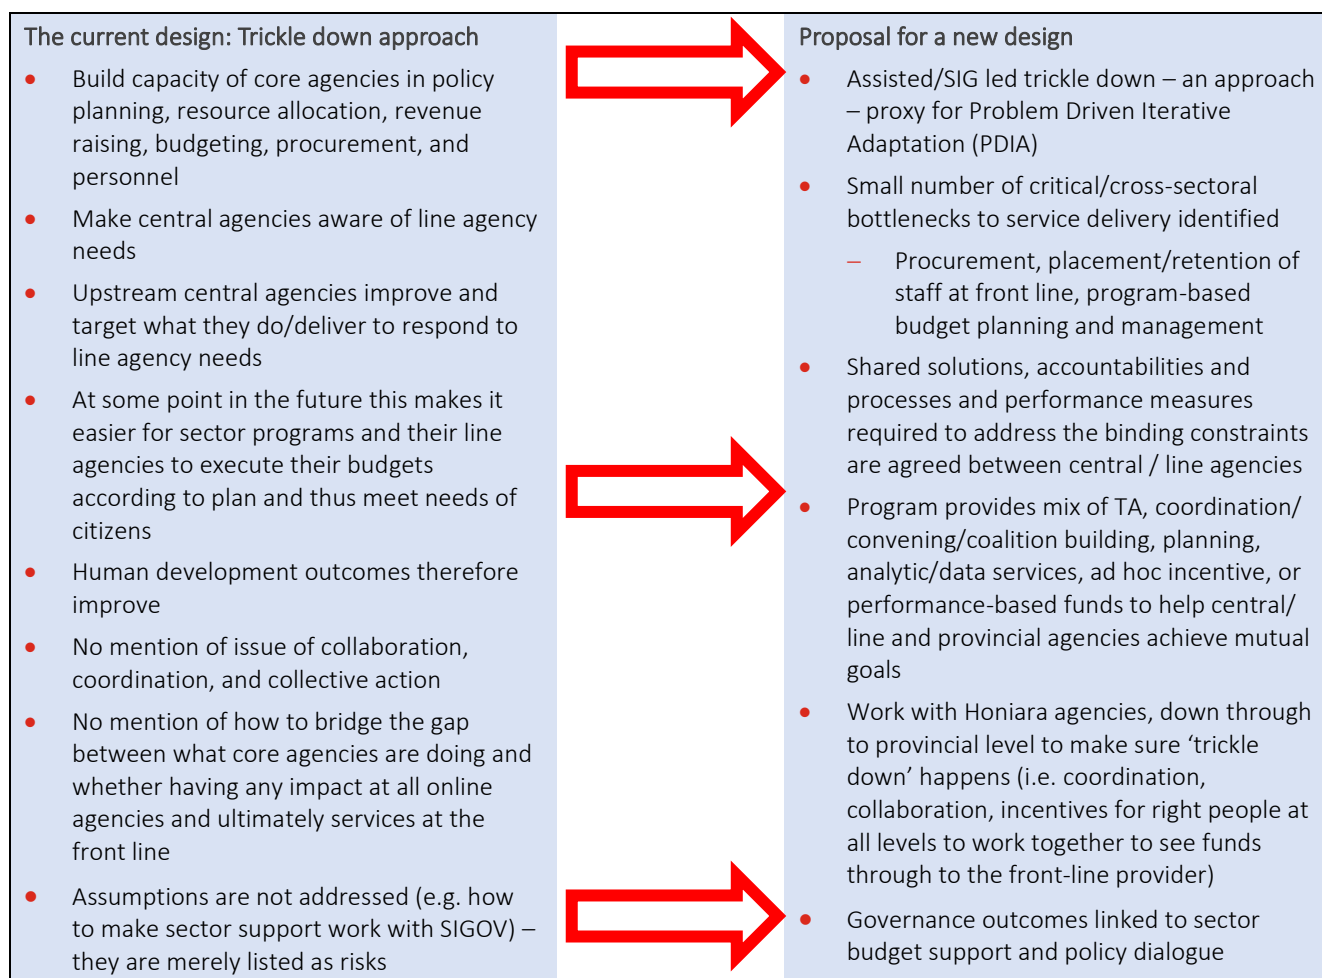 The current design: Trickle down approach
• Build capacity of core agencies in policy
planning, resource allocation, revenue
raising, budgeting, procurement, and
personnel
• Make central agencies aware of line agency
needs
• Upstream central agencies improve and
target what they do/deliver to respond to
line agency needs
• At some point in the future this makes it
easier for sector programs and their line
agencies to execute their budgets
according to plan and thus meet needs of
citizens
• Human development outcomes therefore
improve
• No mention of issue of collaboration,
coordination, and collective action
• No mention of how to bridge the gap
between what core agencies are doing and
whether having any impact at all online
agencies and ultimately services at the
front line
• Assumptions are not addressed (e.g. how
to make sector support work with SIGOV) –
they are merely listed as risks
Proposal for a new design
• Assisted/SIG led trickle down – an approach
– proxy for Problem Driven Iterative
Adaptation (PDIA)
• Small number of critical/cross-sectoral
bottlenecks to service delivery identified
– Procurement, placement/retention of
staff at front line, program-based
budget planning and management
• Shared solutions, accountabilities and
processes and performance measures
required to address the binding constraints
are agreed between central / line agencies
• Program provides mix of TA, coordination/
convening/coalition building, planning,
analytic/data services, ad hoc incentive, or
performance-based funds to help central/
line and provincial agencies achieve mutual
goals
• Work with Honiara agencies, down through
to provincial level to make sure ‘trickle
down’ happens (i.e. coordination,
collaboration, incentives for right people at
all levels to work together to see funds
through to the front-line provider)
• Governance outcomes linked to sector
budget support and policy dialogue